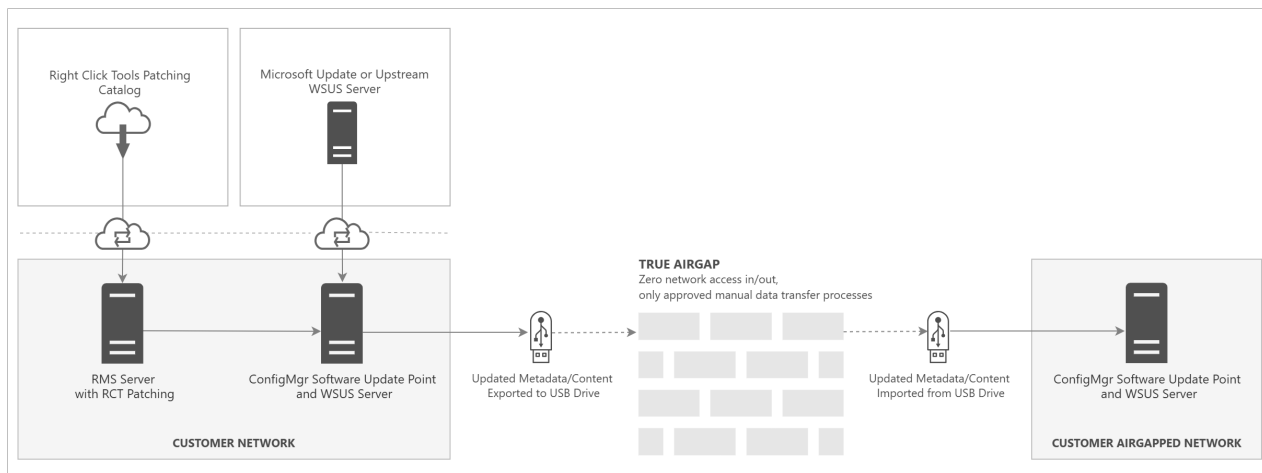 Right Click Tools Patching
Catalog
Microsoft Update or Upstream
WSUS Server
TRUE AIRGAP
Zero network access in/out,
only approved manual data transfer processes
RMS Server
with RCT Patching
ConfigMgr Software Update Point
and WSUS Server
Updated Metadata/Content
Exported to USB Drive
Updated Metadata/Content
Imported from USB Drive
ConfigMgr Software Update Point
and WSUS Server
CUSTOMER NETWORK
CUSTOMER AIRGAPPED NETWORK